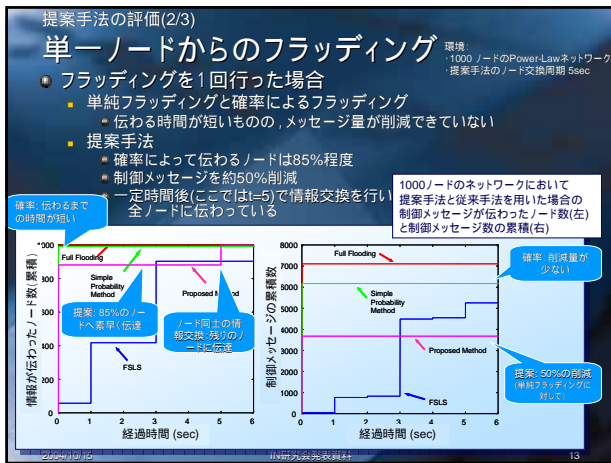 提案手法の評価(2/3)
単一ノードからのフラッディング
環境:
・1000 ノードのPower-Lawネットワーク
・提案手法のノード交換周期 5sec
フラッディングを1回行った場合
単純フラッディングと確率によるフラッディング
伝わる時間が短いものの,メッセージ量が削減できていない
提案手法
確率によって伝わるノードは85%程度
制御メッセージを約50%削減
一定時間後(ここではt=5)で情報交換を行い
全ノードに伝わっている
1000ノードのネットワークにおいて
提案手法と従来手法を用いた場合の
制御メッセージが伝わったノード数(左)
と制御メッセージ数の累積(右)
確率: 伝わるまで
の時間が短い
情報が伝わったノード数(累積)
800
600
400
200
0
Full Flooding
Simple
Probability
Method
Proposed Method
提案: 85%のノー
ドへ素早く伝達
ノード同士の情
報交換:残りのノ
ードに伝達
FSLS
0 1 2 3 4 5 6
経過時間 (sec)
制御メッセージの累積数
8000
7000
6000
5000
4000
3000
2000
1000
0
Full Flooding
Simple
Probability
Method
Proposed Method
FSLS
確率:削減量が
少ない
提案: 50%の削減
(単純フラッディングに
対して)
0 1 2 3 4 5 6
経過時間 (sec)
2004/10/15
IN研究会発表資料
13